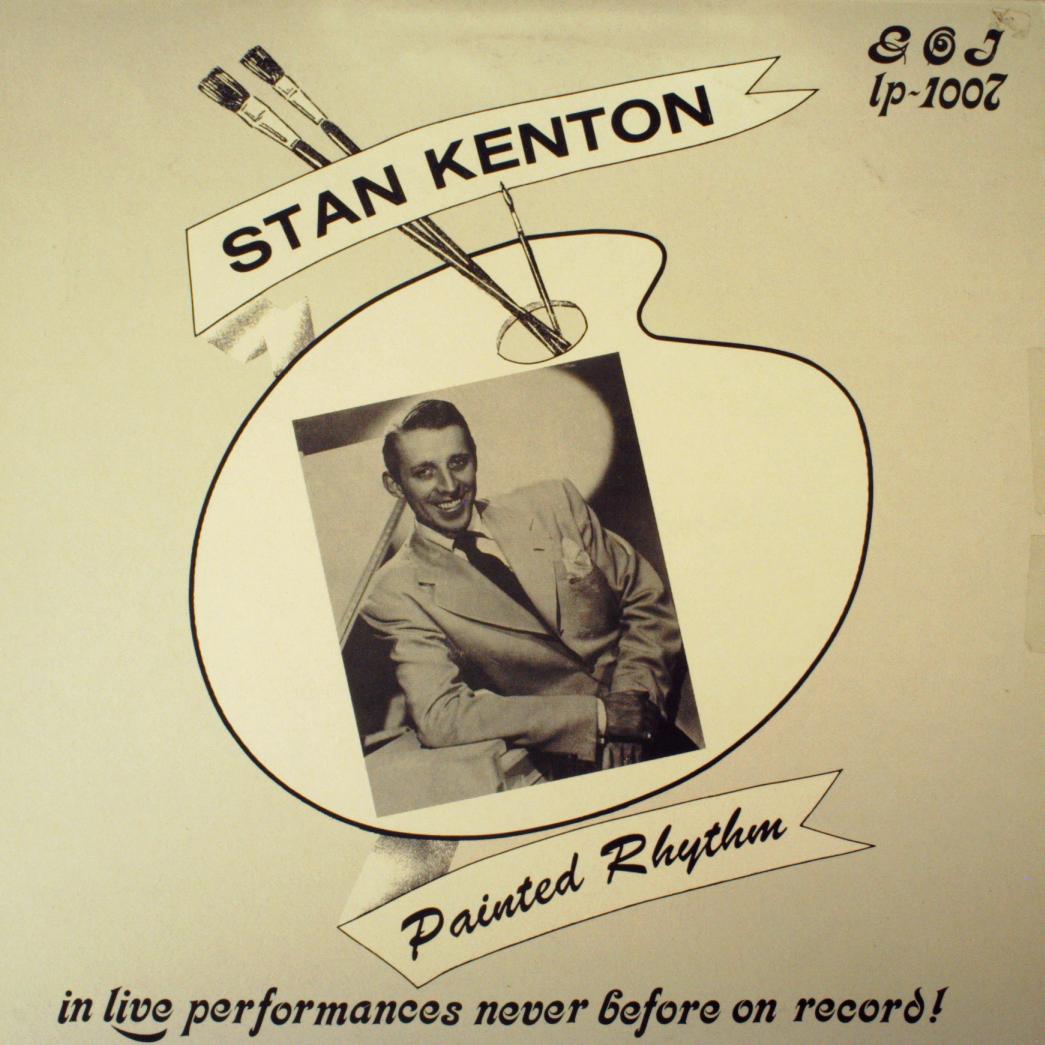 E O J
lp-1007
STAN KENTON
Painted Rhythm
in live performances never before on record!